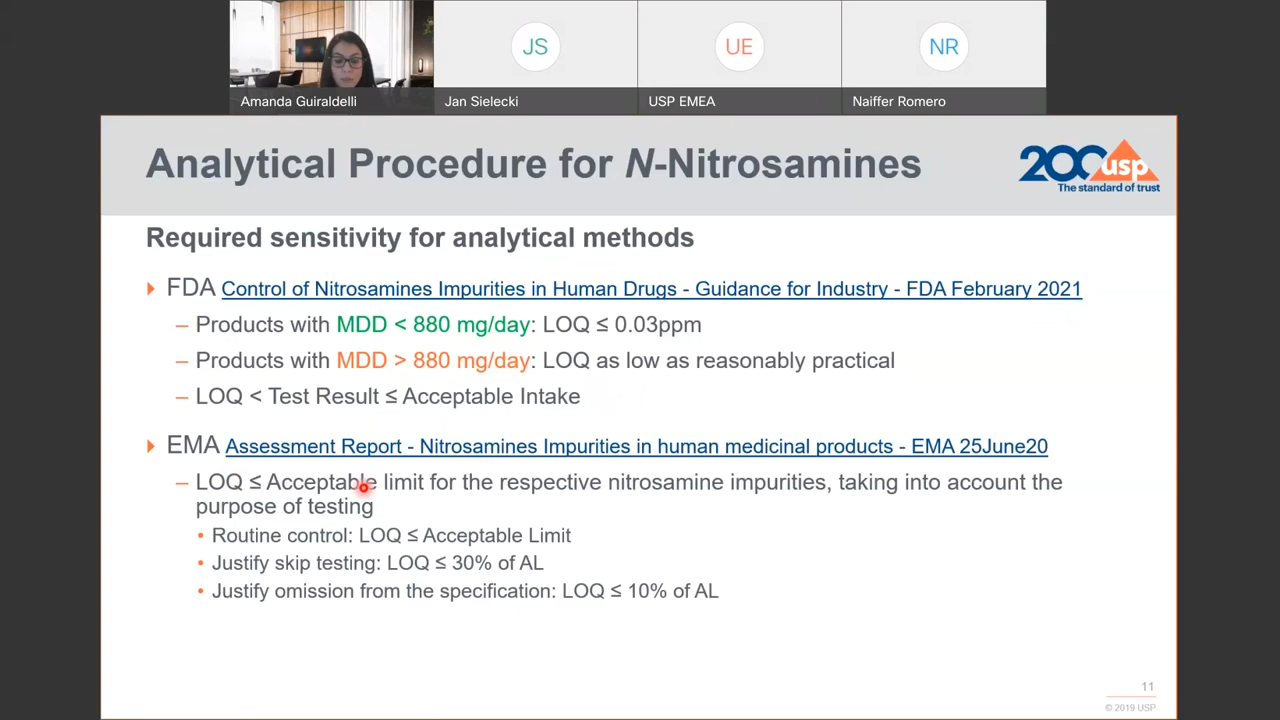 JS
UE
NR
Amanda Guiraldelli
Jan Sielecki
USP EMEA
Naiffer Romero
Analytical Procedure for N-Nitrosamines
200 usp
The standard of trust
Required sensitivity for analytical methods
FDA Control of Nitrosamines Impurities in Human Drugs - Guidance for Industry - FDA February 2021
– Products with MDD < 880 mg/day: LOQ ≤ 0.03ppm
– Products with MDD > 880 mg/day: LOQ as low as reasonably practical
– LOQ < Test Result ≤ Acceptable Intake
EMA Assessment Report - Nitrosamines Impurities in human medicinal products - EMA 25June20
– LOQ ≤ Acceptable limit for the respective nitrosamine impurities, taking into account the
purpose of testing
• Routine control: LOQ ≤ Acceptable Limit
• Justify skip testing: LOQ ≤ 30% of AL
• Justify omission from the specification: LOQ ≤ 10% of AL
11
© 2019 USP